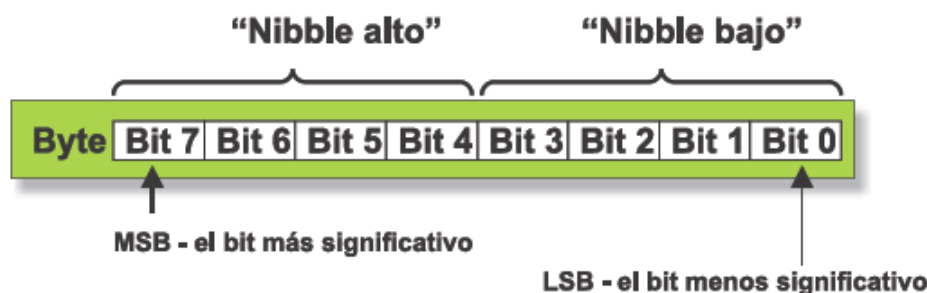 “Nibble alto” “Nibble bajo”
Byte Bit 7 Bit 6 Bit 5 Bit 4 Bit 3 Bit 2 Bit 1 Bit 0
MSB - el bit más significativo
LSB - el bit menos significativo